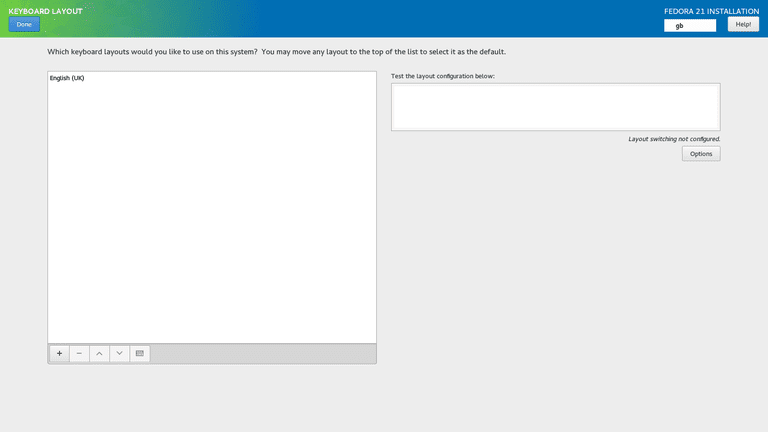 KEYBOARD LAYOUT
FEDORA 21 INSTALLATION
Done
gb
Help!
Which keyboard layouts would you like to use on this system? You may move any layout to the top of the list to select it as the default.
English (UK)
Test the layout configuration below:
Layout switching not configured.
Options